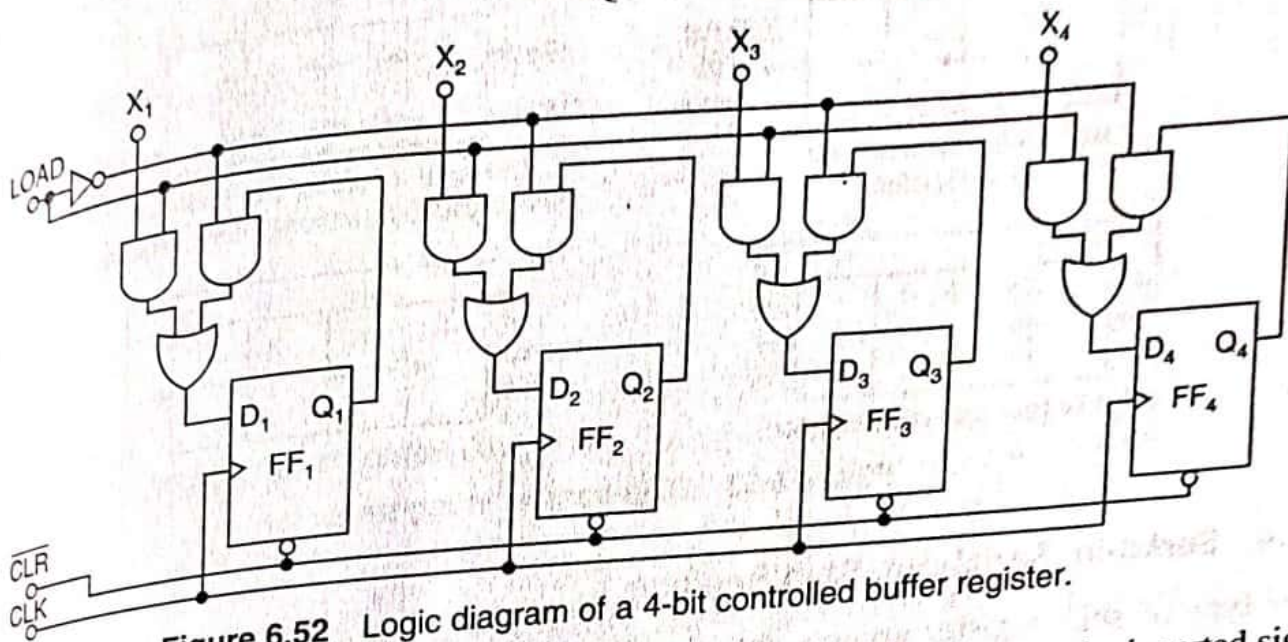 X₁ X₂ X₃ X₄
LOAD
D₁ Q₁ D₂ Q₂ D₃ Q₃ D₄ Q₄
FF₁ FF₂ FF₃ FF₄
C̅L̅R̅
CLK
Figure 6.52 Logic diagram of a 4-bit controlled buffer register.